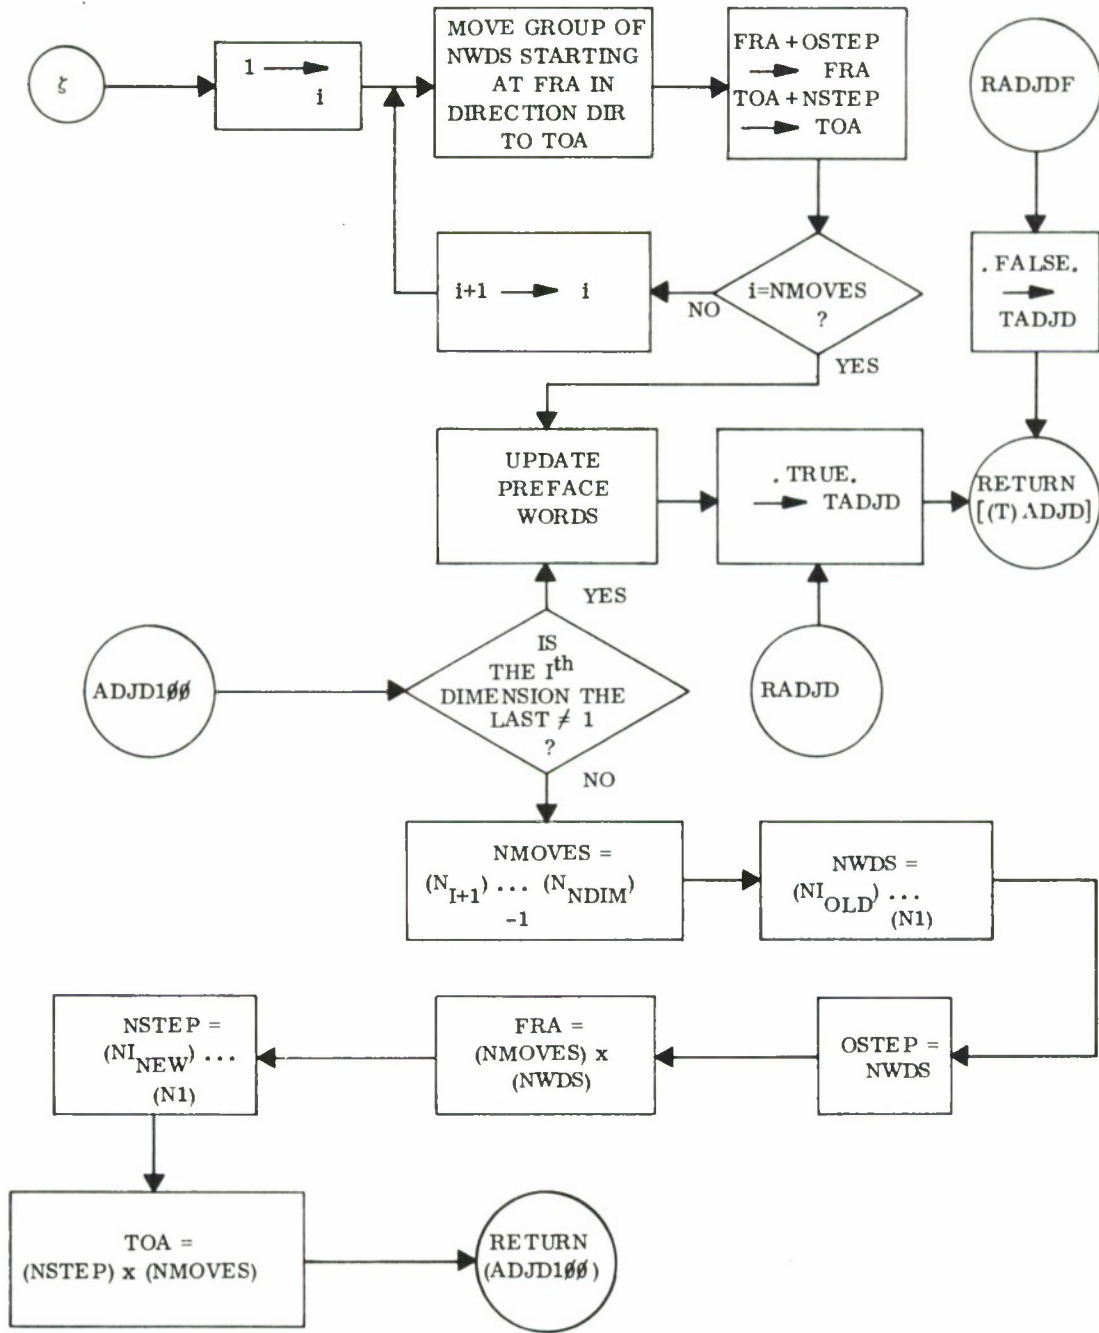 ξ
1 ⟶
i
MOVE GROUP OF
NWDS STARTING
AT FRA IN
DIRECTION DIR
TO TOA
FRA+OSTEP
⟶ FRA
TOA+NSTEP
⟶ TOA
RADJDF
i+1 ⟶ i
NO
i=NMOVES
?
YES
.FALSE.
⟶
TADJD
UPDATE
PREFACE
WORDS
.TRUE.
⟶ TADJD
RETURN
[(T)ADJD]
YES
ADJD1ØØ
IS
THE Ith
DIMENSION THE
LAST ≠ 1
?
RADJD
NO
NMOVES =
(N_I+1) ... (N_NDIM)
-1
NWDS =
(NI_OLD) ...
(N1)
NSTEP =
(NI_NEW) ...
(N1)
FRA =
(NMOVES) x
(NWDS)
OSTEP =
NWDS
TOA =
(NSTEP) x (NMOVES)
RETURN
(ADJD1ØØ)